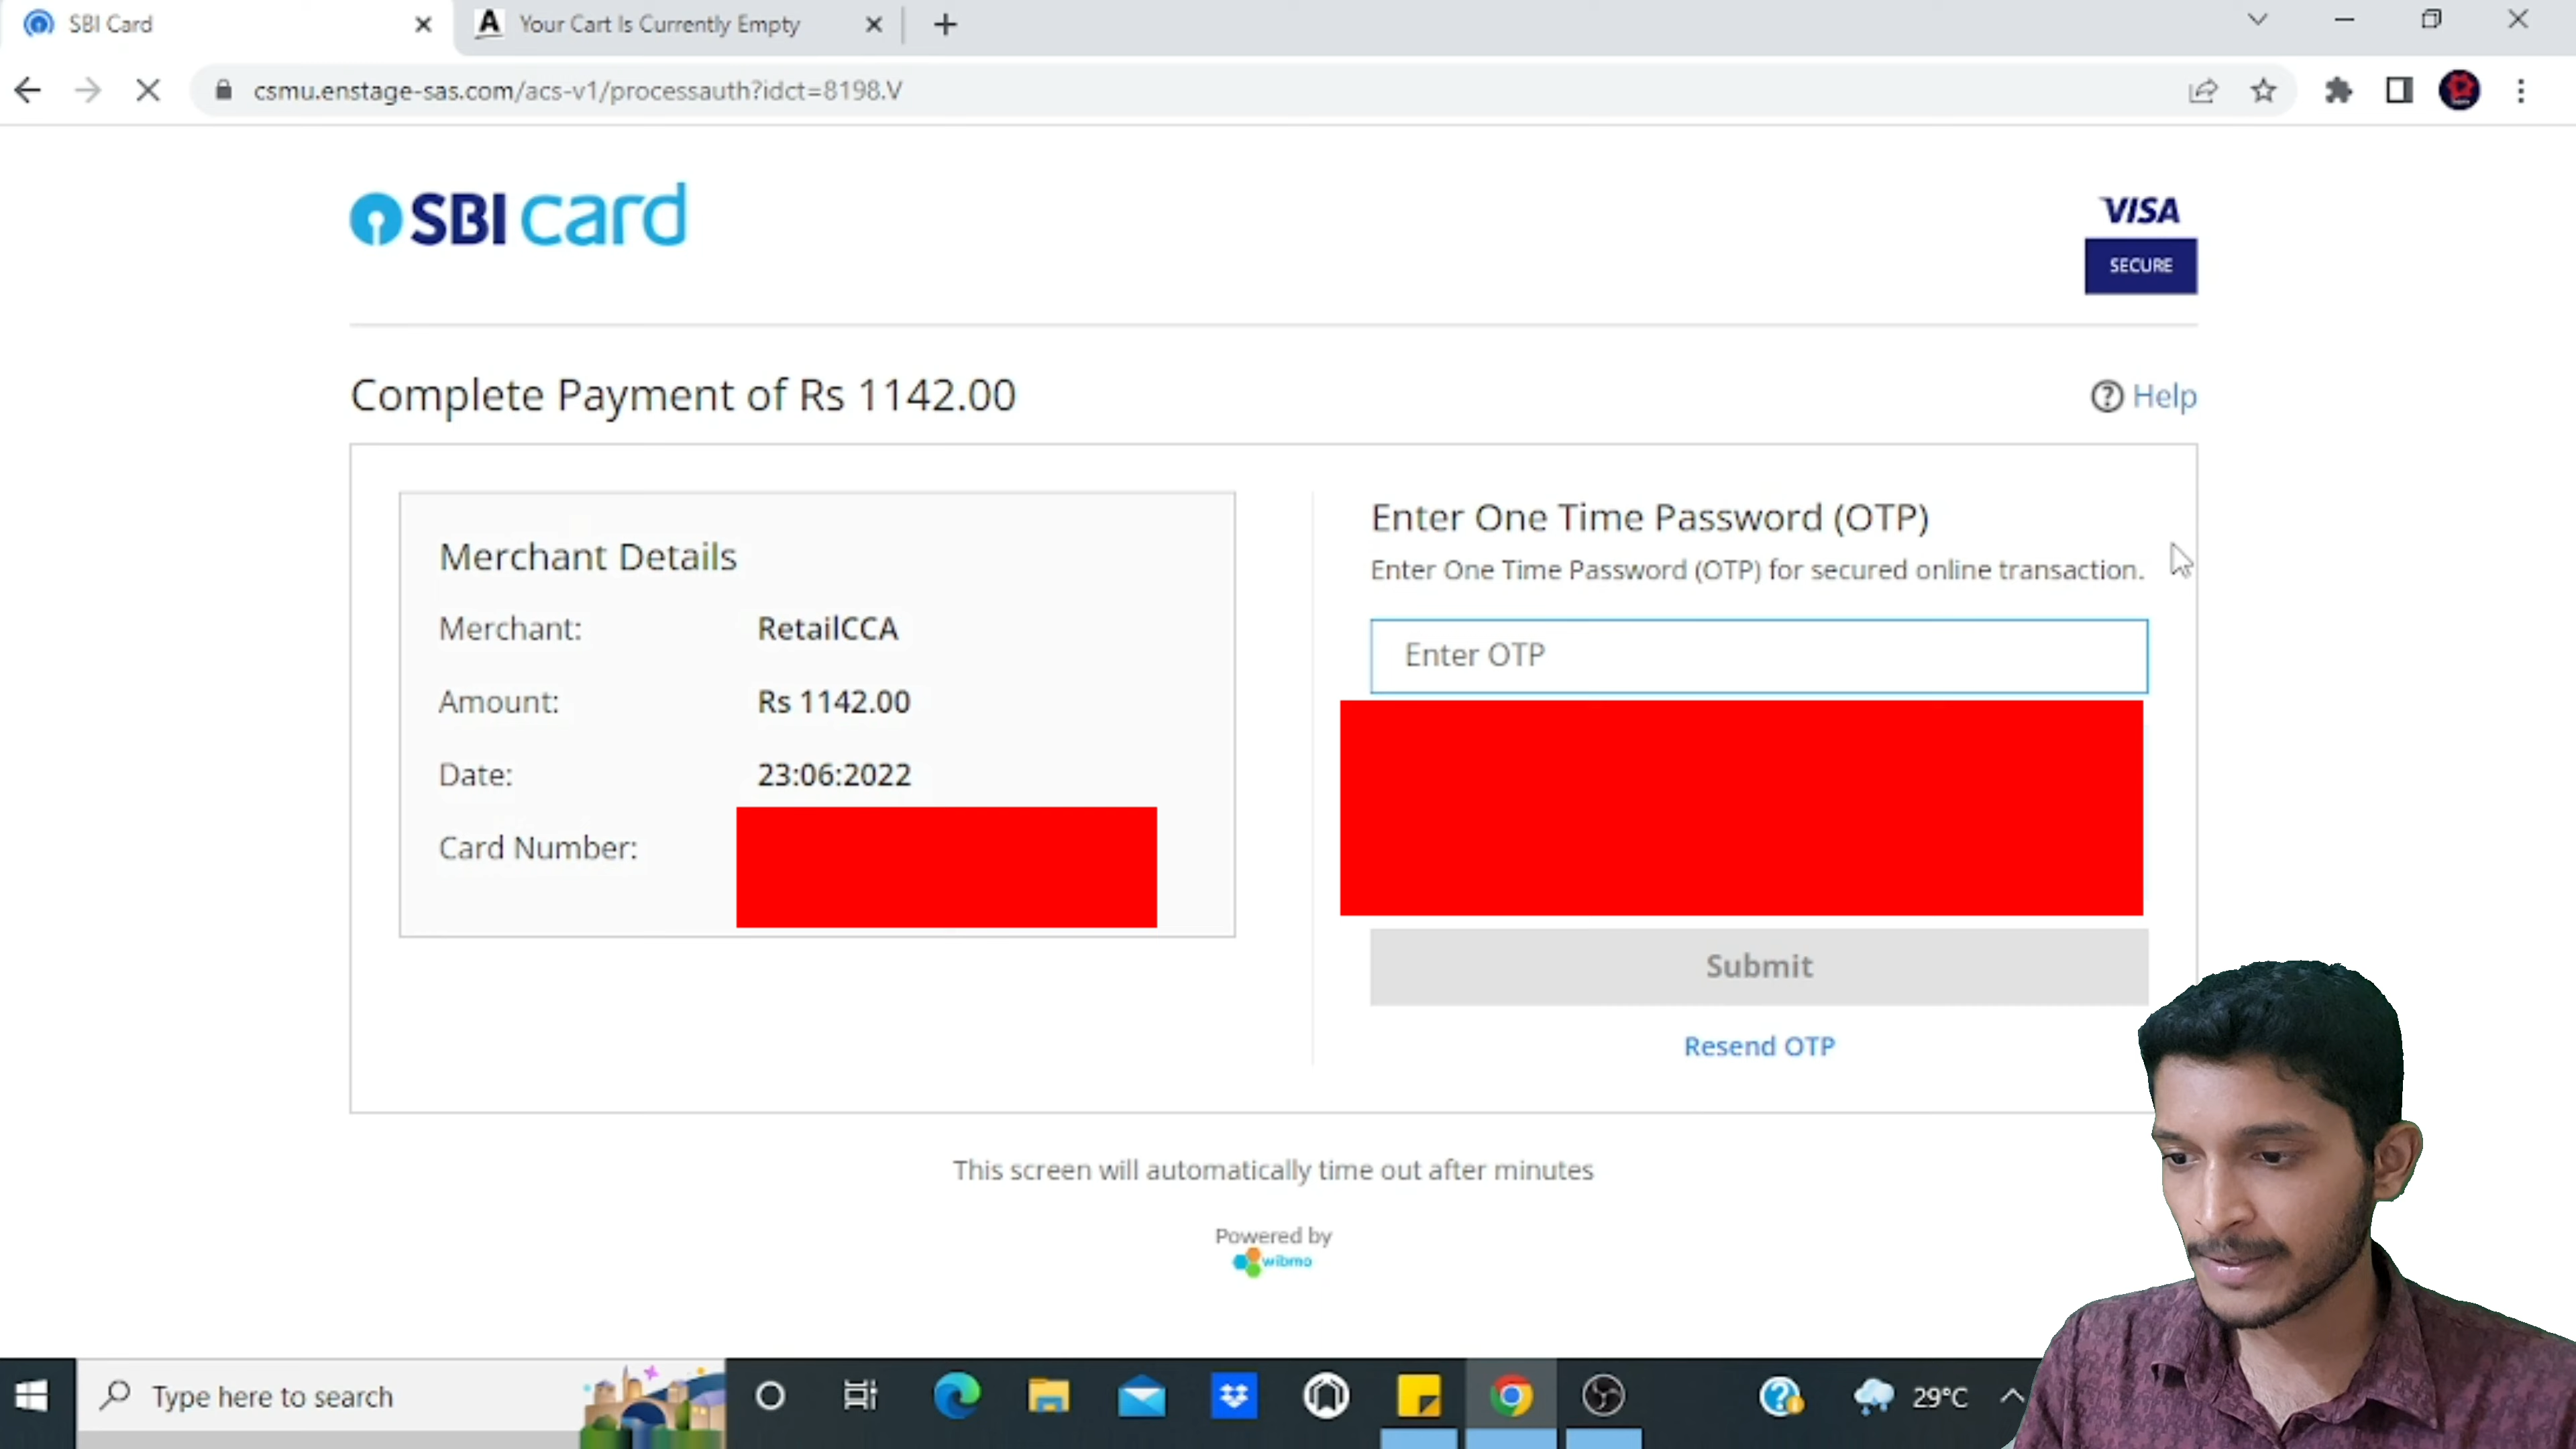 SBI Card
Your Cart Is Currently Empty
csmu.enstage-sas.com/acs-v1/processauth?idct=8198.V
SBI card
VISA
SECURE
Complete Payment of Rs 1142.00
Help
Merchant Details
Merchant: RetailCCA
Amount: Rs 1142.00
Date: 23:06:2022
Card Number:
Enter One Time Password (OTP)
Enter One Time Password (OTP) for secured online transaction.
Enter OTP
Submit
Resend OTP
This screen will automatically time out after minutes
Powered by
wibmo
Type here to search
29°C